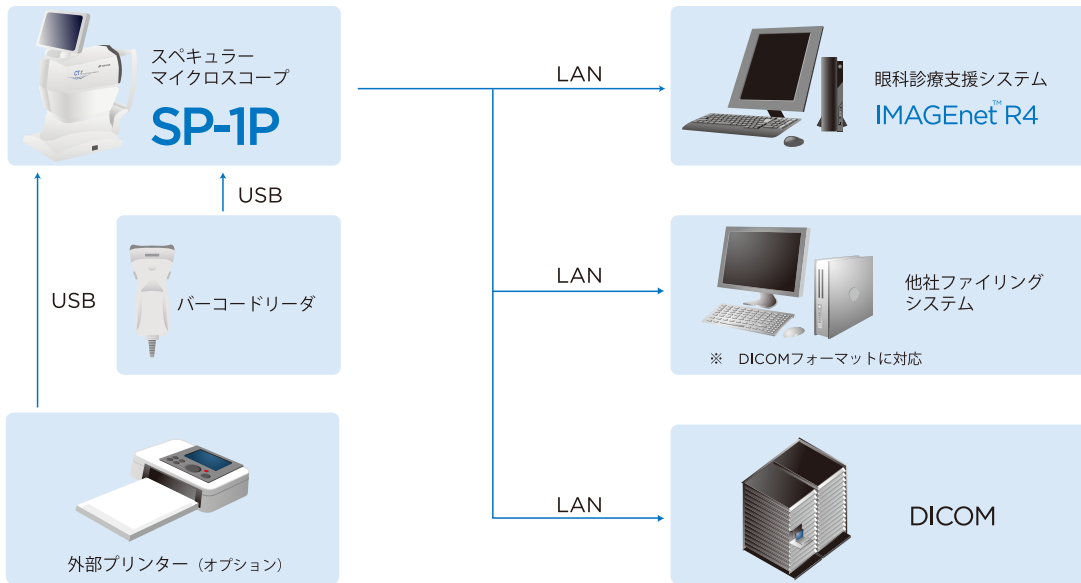 スペキュラー
マイクロスコープ
SP-1P
CT-1
USB
USB
バーコードリーダ
外部プリンター（オプション）
LAN
眼科診療支援システム
IMAGEnet™ R4
LAN
他社ファイリング
システム
※ DICOMフォーマットに対応
LAN
DICOM